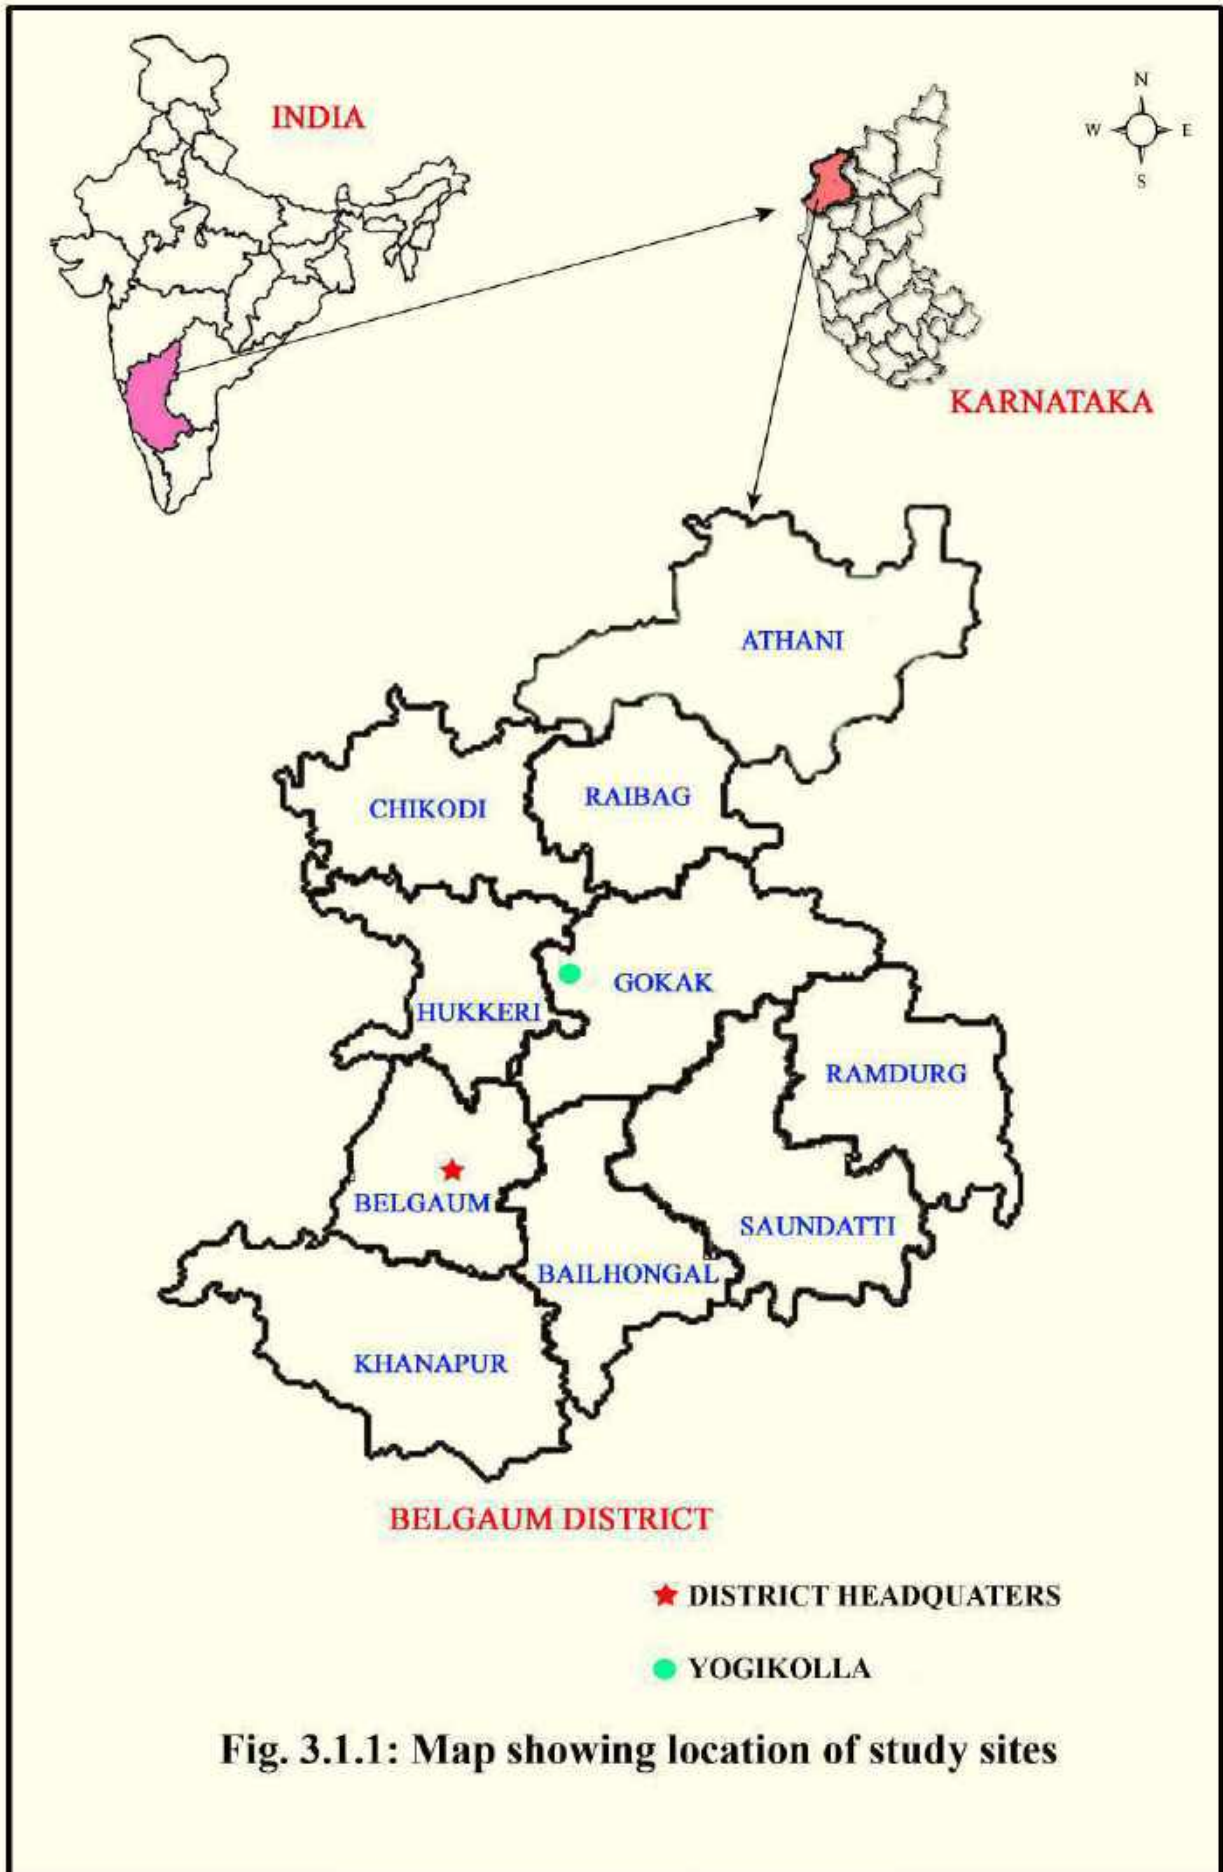 INDIA
N
W E
S
KARNATAKA
ATHANI
CHIKODI
RAIBAG
GOKAK
HUKKERI
RAMDURG
BELGAUM
SAUNDATTI
BAILHONGAL
KHANAPUR
BELGAUM DISTRICT
DISTRICT HEADQUATERS
YOGIKOLLA
Fig. 3.1.1: Map showing location of study sites